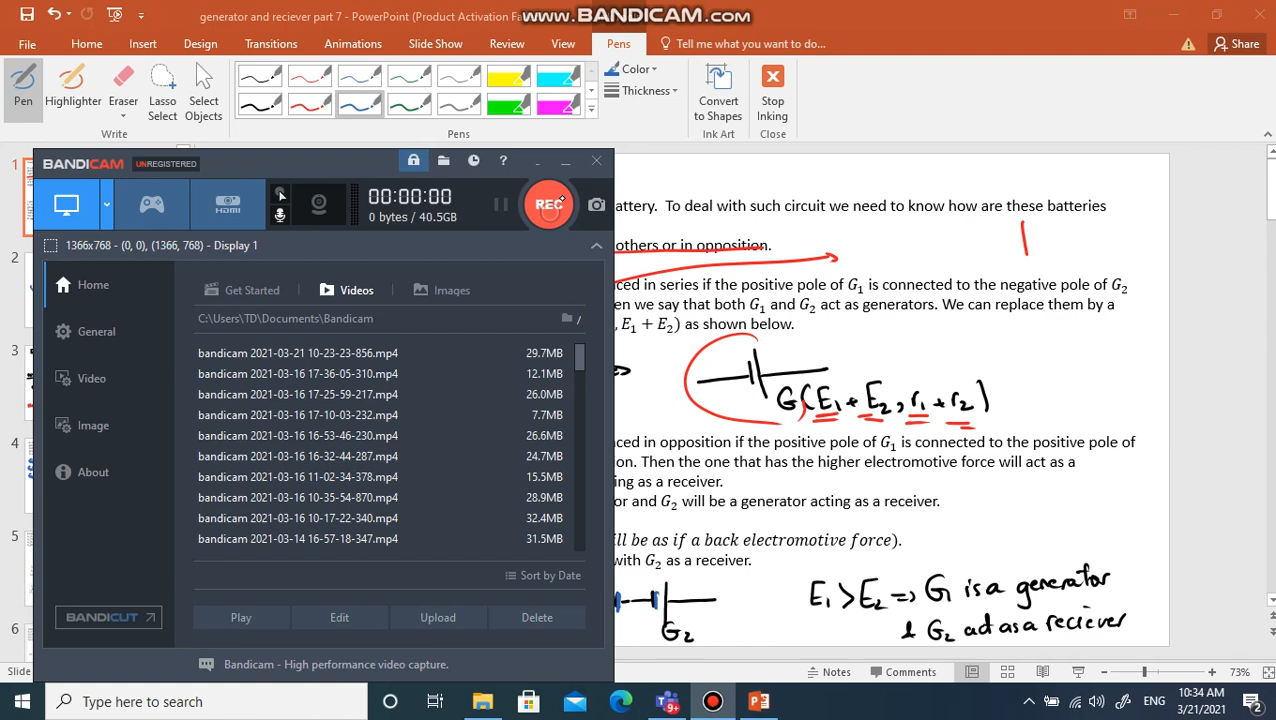 generator and reciever part 7 - PowerPoint (Product Activation Fa
www.BANDICAM.com
File Home Insert Design Transitions Animations Slide Show Review View Pens Tell me what you want to do... Share
Pen Highlighter Eraser Lasso Select Select Objects
Color
Thickness
Convert to Shapes
Stop Inking
Write Pens Ink Art Close
BANDICAM UNREGISTERED
HDMI
00:00:00
0 bytes / 40.5GB
REC
1366x768 - (0, 0), (1366, 768) - Display 1
Home
General
Video
Image
About
BANDICUT
Get Started Videos Images
C:\Users\TD\Documents\Bandicam
/
bandicam 2021-03-21 10-23-23-856.mp4 29.7MB
bandicam 2021-03-16 17-36-05-310.mp4 12.1MB
bandicam 2021-03-16 17-25-59-217.mp4 26.0MB
bandicam 2021-03-16 17-10-03-232.mp4 7.7MB
bandicam 2021-03-16 16-53-46-230.mp4 26.6MB
bandicam 2021-03-16 16-32-44-287.mp4 24.7MB
bandicam 2021-03-16 11-02-34-378.mp4 15.5MB
bandicam 2021-03-16 10-35-54-870.mp4 28.9MB
bandicam 2021-03-16 10-17-22-340.mp4 32.4MB
bandicam 2021-03-14 16-57-18-347.mp4 31.5MB
Sort by Date
Play Edit Upload Delete
Bandicam - High performance video capture.
1
2
3
4
5
6
attery. To deal with such circuit we need to know how are these batteries
others or in opposition.
ced in series if the positive pole of G₁ is connected to the negative pole of G₂
en we say that both G₁ and G₂ act as generators. We can replace them by a
, E₁ + E₂) as shown below.
G(E₁ + E₂, r₁ + r₂)
ced in opposition if the positive pole of G₁ is connected to the positive pole of
ion. Then the one that has the higher electromotive force will act as a
ing as a receiver.
or and G₂ will be a generator acting as a receiver.
ill be as if a back electromotive force).
with G₂ as a receiver.
G₂
E₁ > E₂ => G₁ is a generator
& G₂ act as a reciever
Slide Notes Comments 73%
Type here to search
9+
ENG
10:34 AM
3/21/2021
2